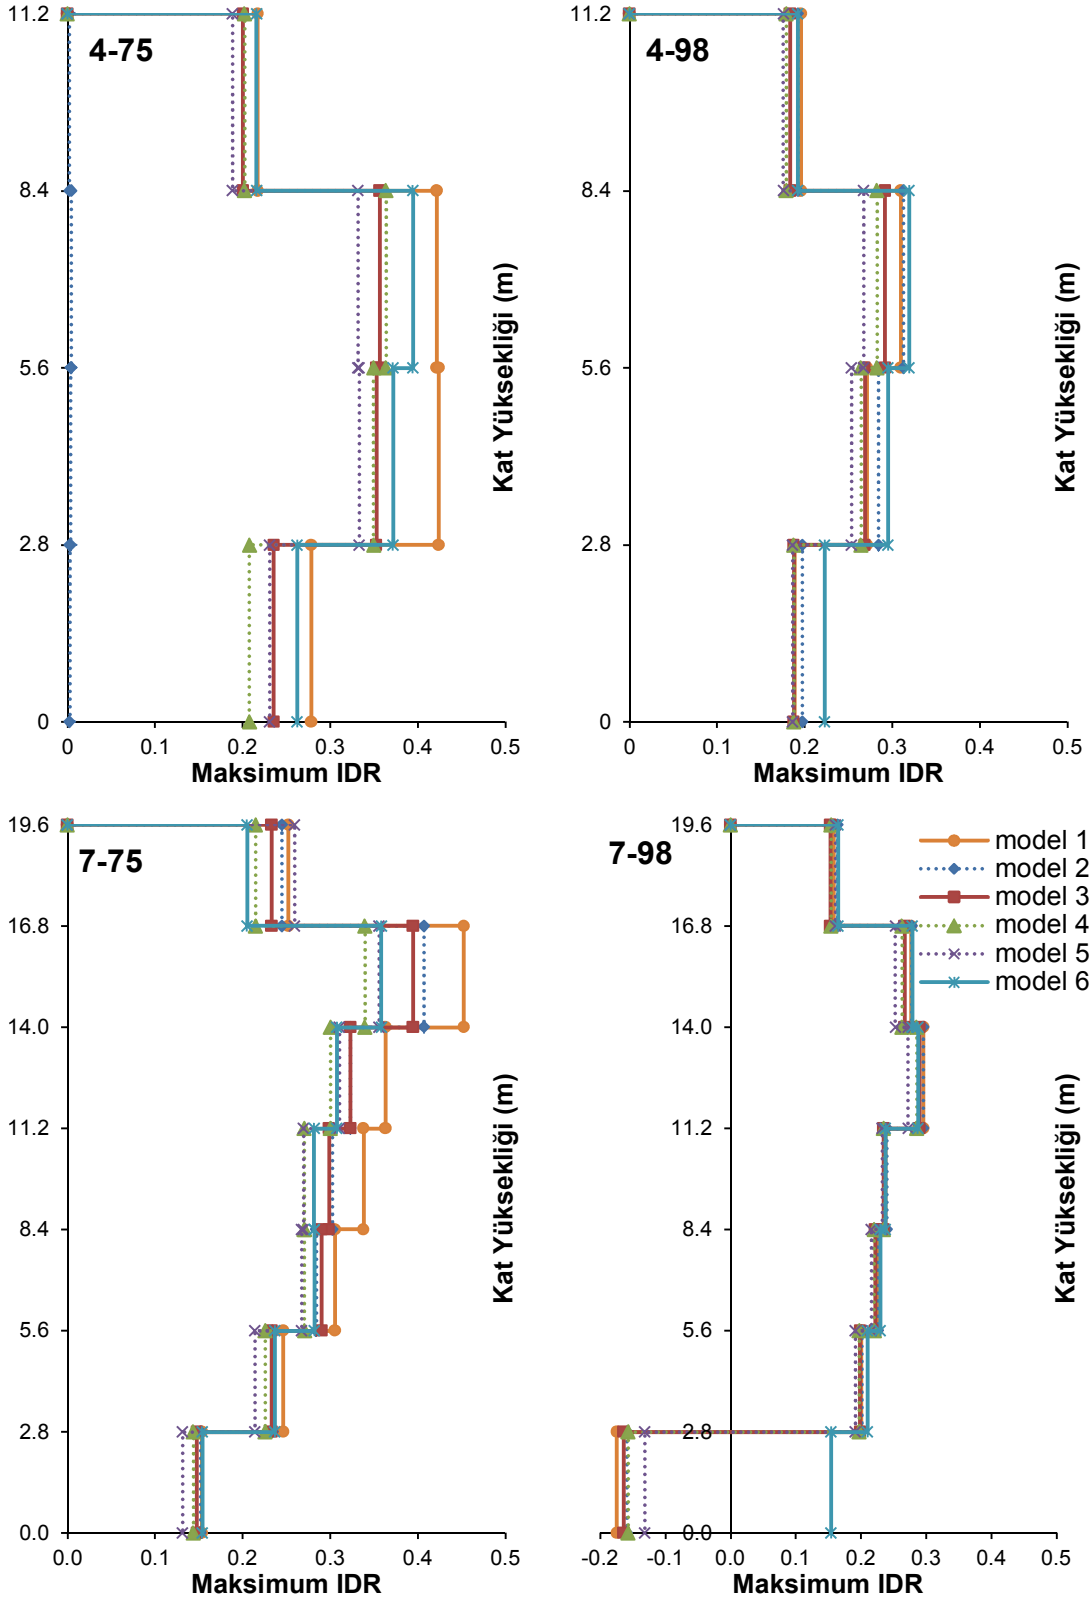 4-75
11.2
8.4
5.6
2.8
0
0 0.1 0.2 0.3 0.4 0.5
Maksimum IDR
Kat Yüksekliği (m)
4-98
11.2
8.4
5.6
2.8
0
0 0.1 0.2 0.3 0.4 0.5
Maksimum IDR
7-75
19.6
16.8
14.0
11.2
8.4
5.6
2.8
0.0
0.0 0.1 0.2 0.3 0.4 0.5
Maksimum IDR
Kat Yüksekliği (m)
7-98
19.6
16.8
14.0
11.2
8.4
5.6
2.8
0.0
-0.2 -0.1 0.0 0.1 0.2 0.3 0.4 0.5
Maksimum IDR
Kat Yüksekliği (m)
Kat Yüksekliği (m)
model 1
model 2
model 3
model 4
model 5
model 6